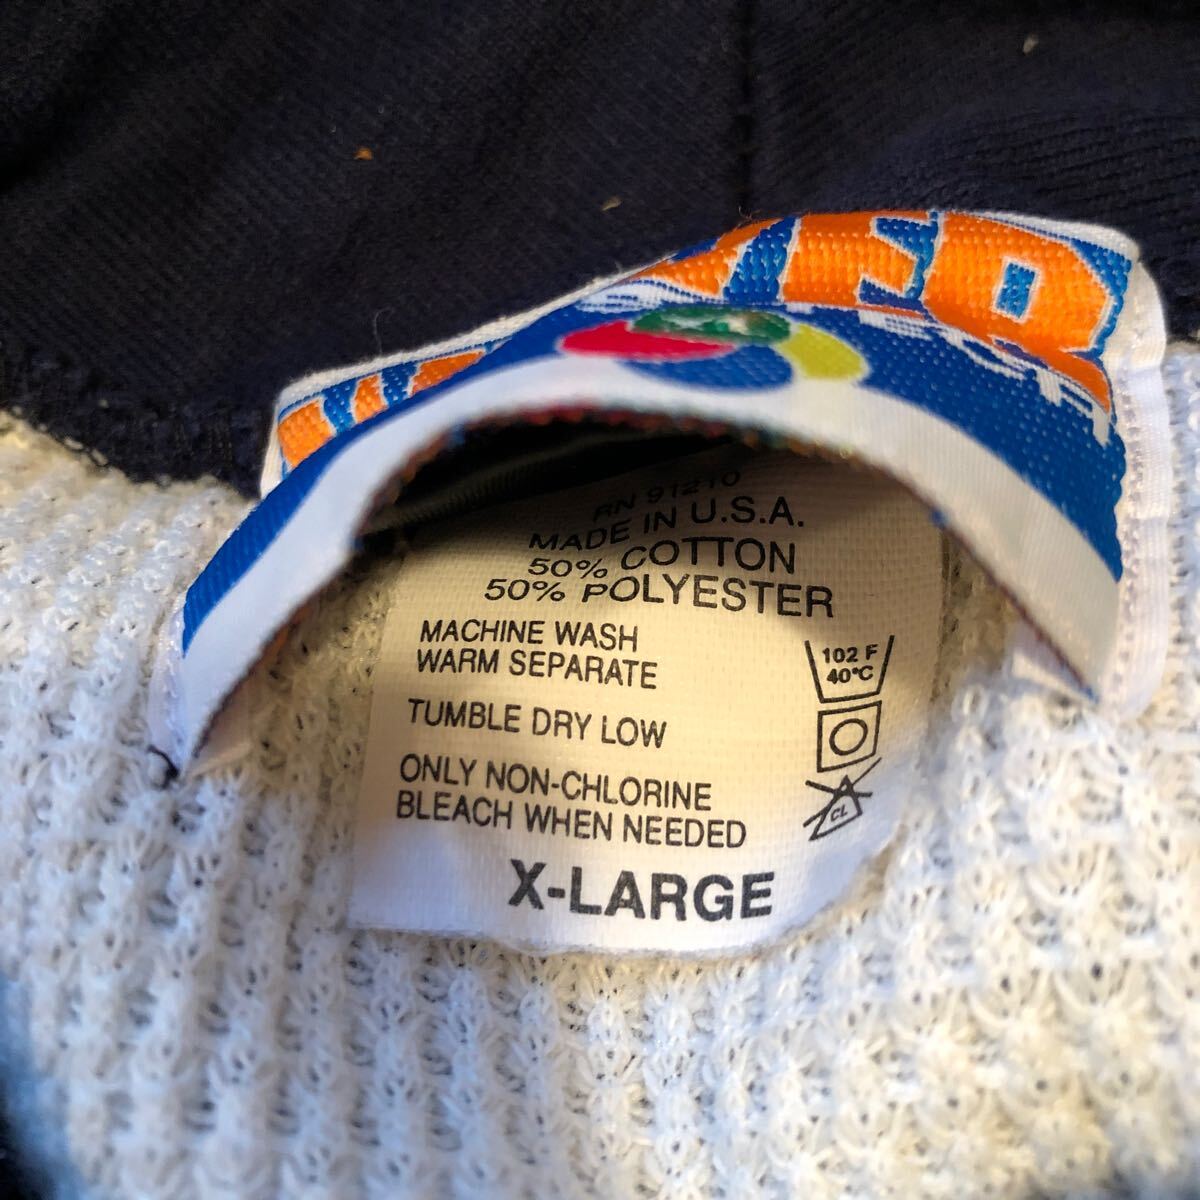 RN 91210
MADE IN U.S.A.
50% COTTON
50% POLYESTER
MACHINE WASH
WARM SEPARATE
102 F
40°C
TUMBLE DRY LOW
ONLY NON-CHLORINE
BLEACH WHEN NEEDED
CL
X-LARGE